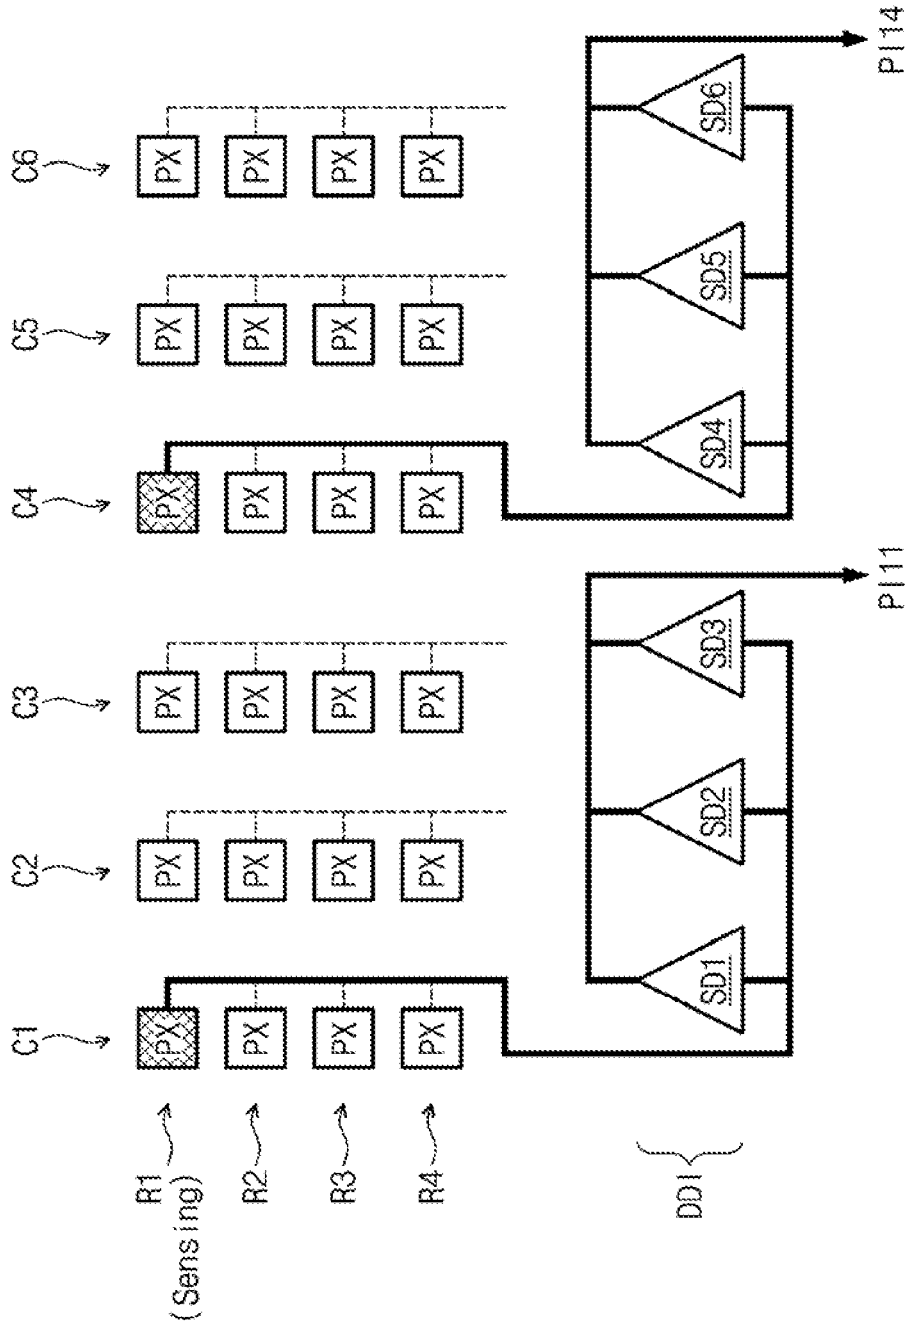 C1 C2 C3 C4 C5 C6
R1 PX PX PX PX PX PX
(Sensing)
R2 PX PX PX PX PX PX
R3 PX PX PX PX PX PX
R4 PX PX PX PX PX PX
DDI SD1 SD2 SD3 SD4 SD5 SD6
PI11 PI14